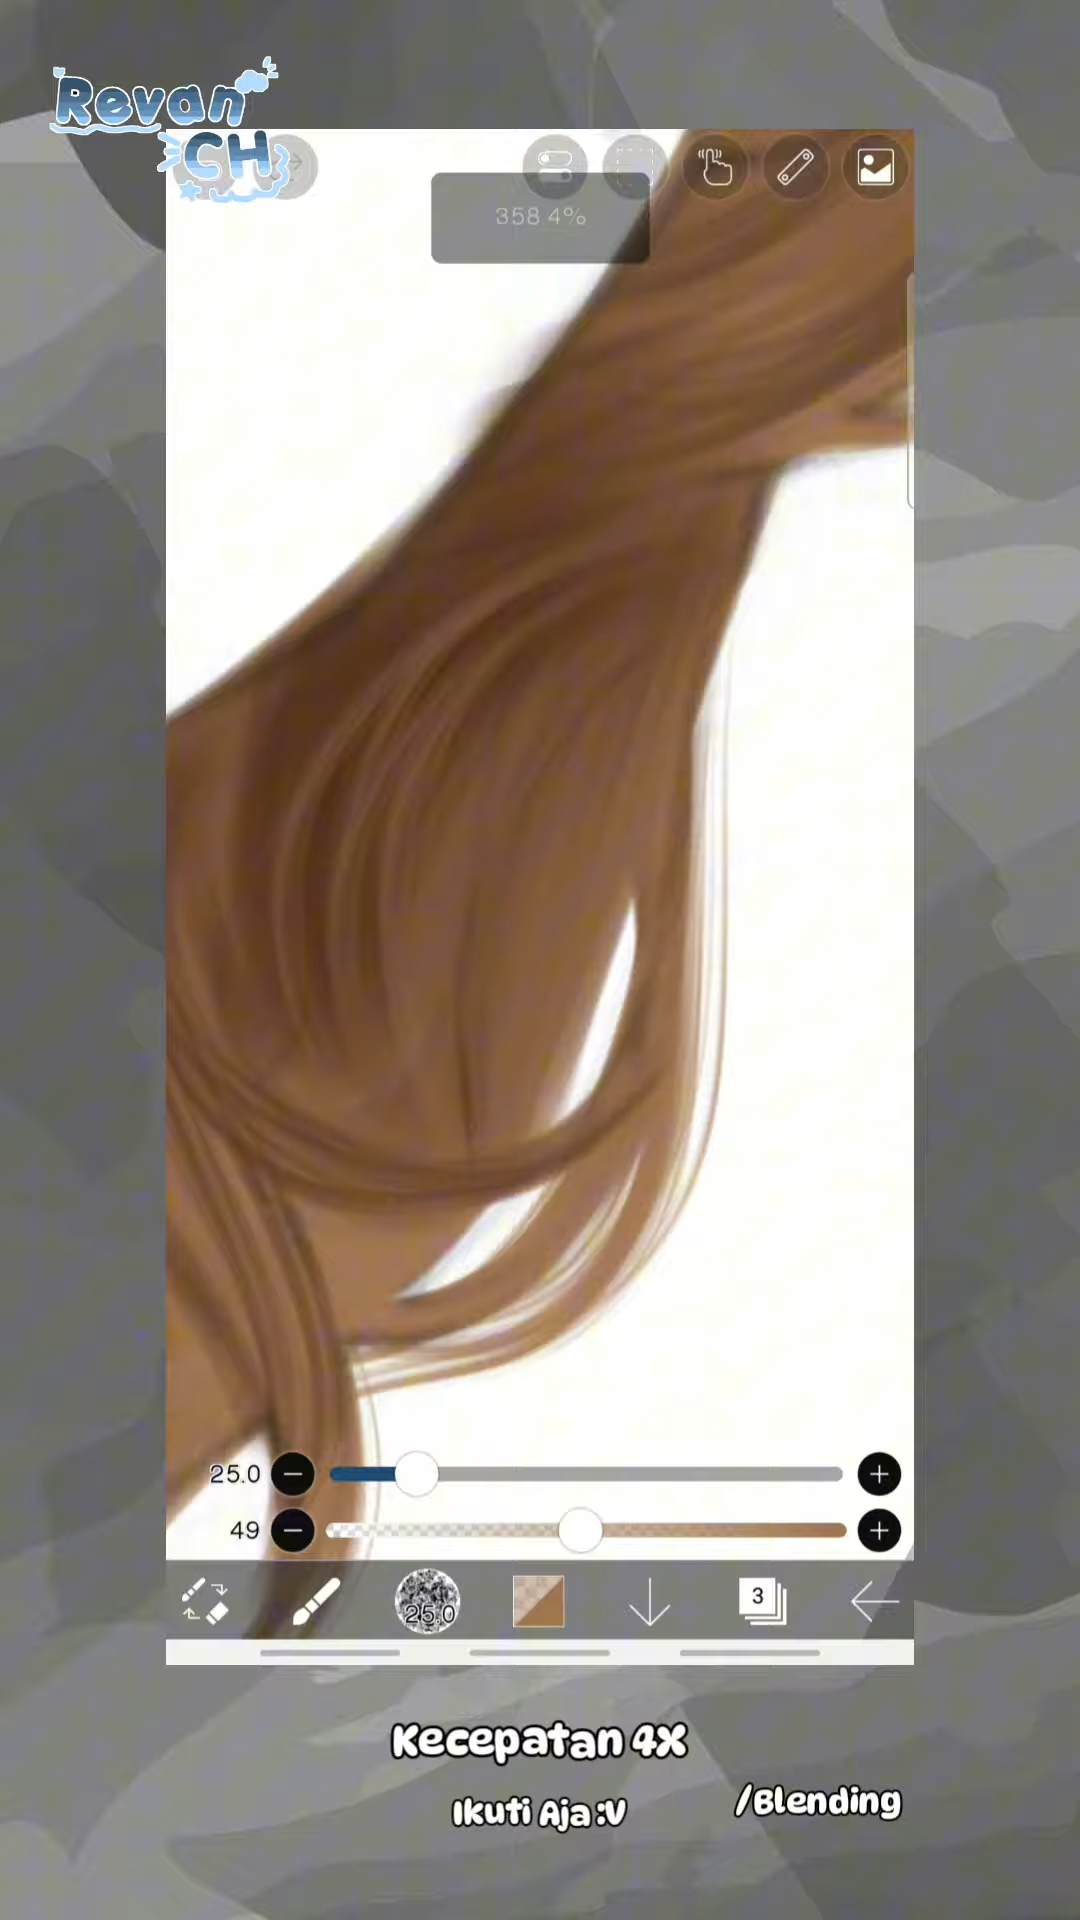 Revan
CH
358.4%
25.0
49
25.0
3
Kecepatan 4X
Ikuti Aja :V
/Blending